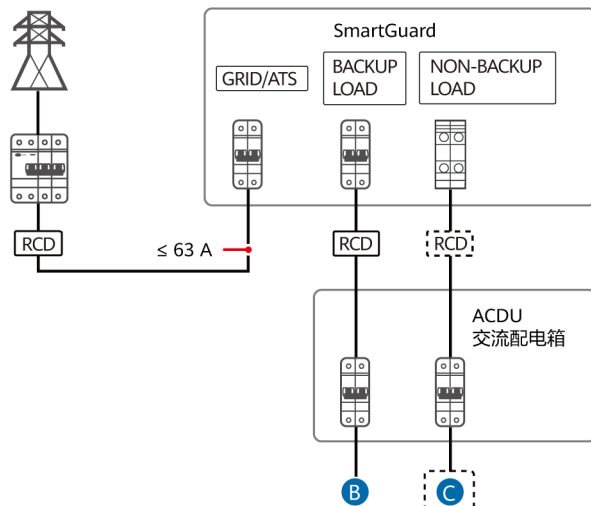 SmartGuard
GRID/ATS
BACKUP
LOAD
NON-BACKUP
LOAD
RCD
≤ 63 A
RCD
RCD
ACDU
交流配电箱
B
C